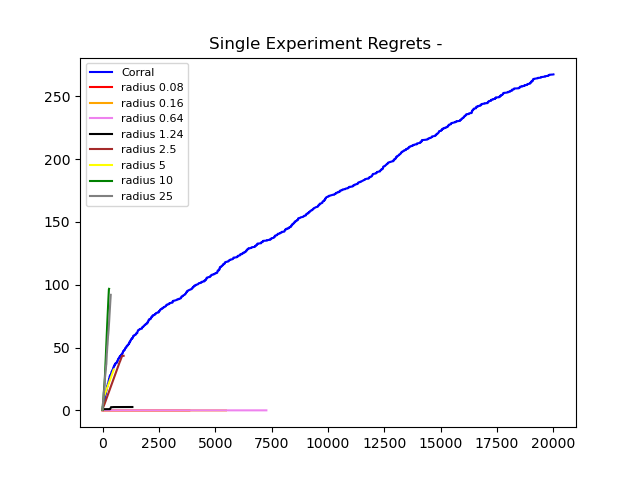 Single Experiment Regrets -
Corral
radius 0.08
radius 0.16
radius 0.64
radius 1.24
radius 2.5
radius 5
radius 10
radius 25
250
200
150
100
50
0
0 2500 5000 7500 10000 12500 15000 17500 20000